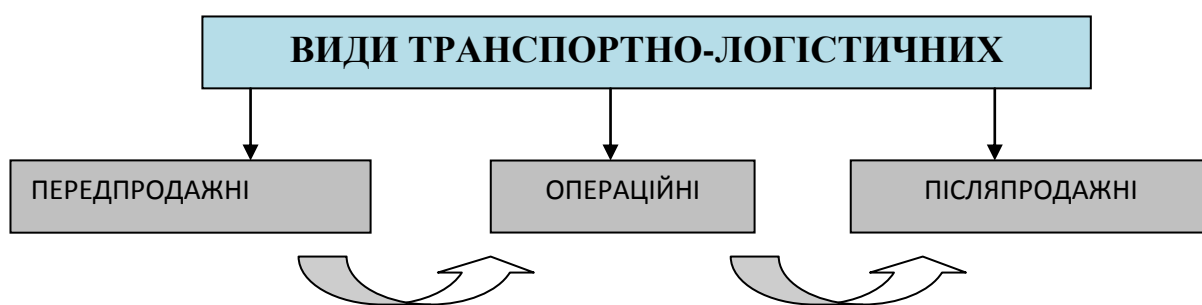 ВИДИ ТРАНСПОРТНО-ЛОГІСТИЧНИХ
ПЕРЕДПРОДАЖНІ
ОПЕРАЦІЙНІ
ПІСЛЯПРОДАЖНІ